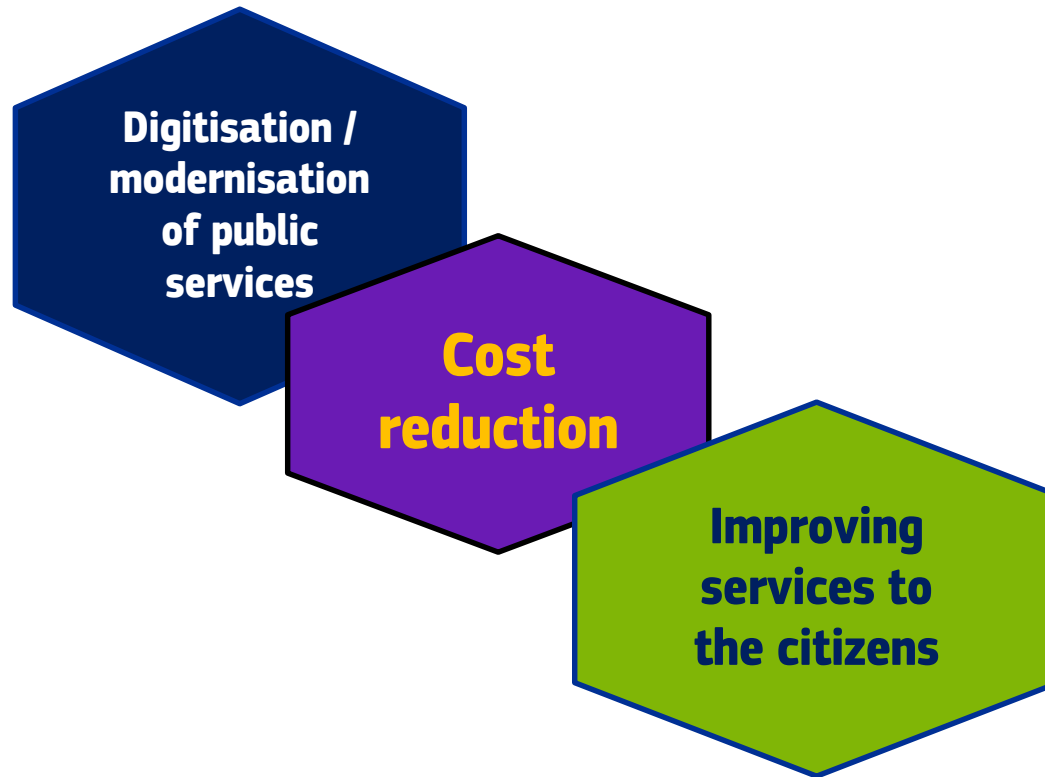 Digitisation /
modernisation
of public
services
Cost
reduction
Improving
services to
the citizens